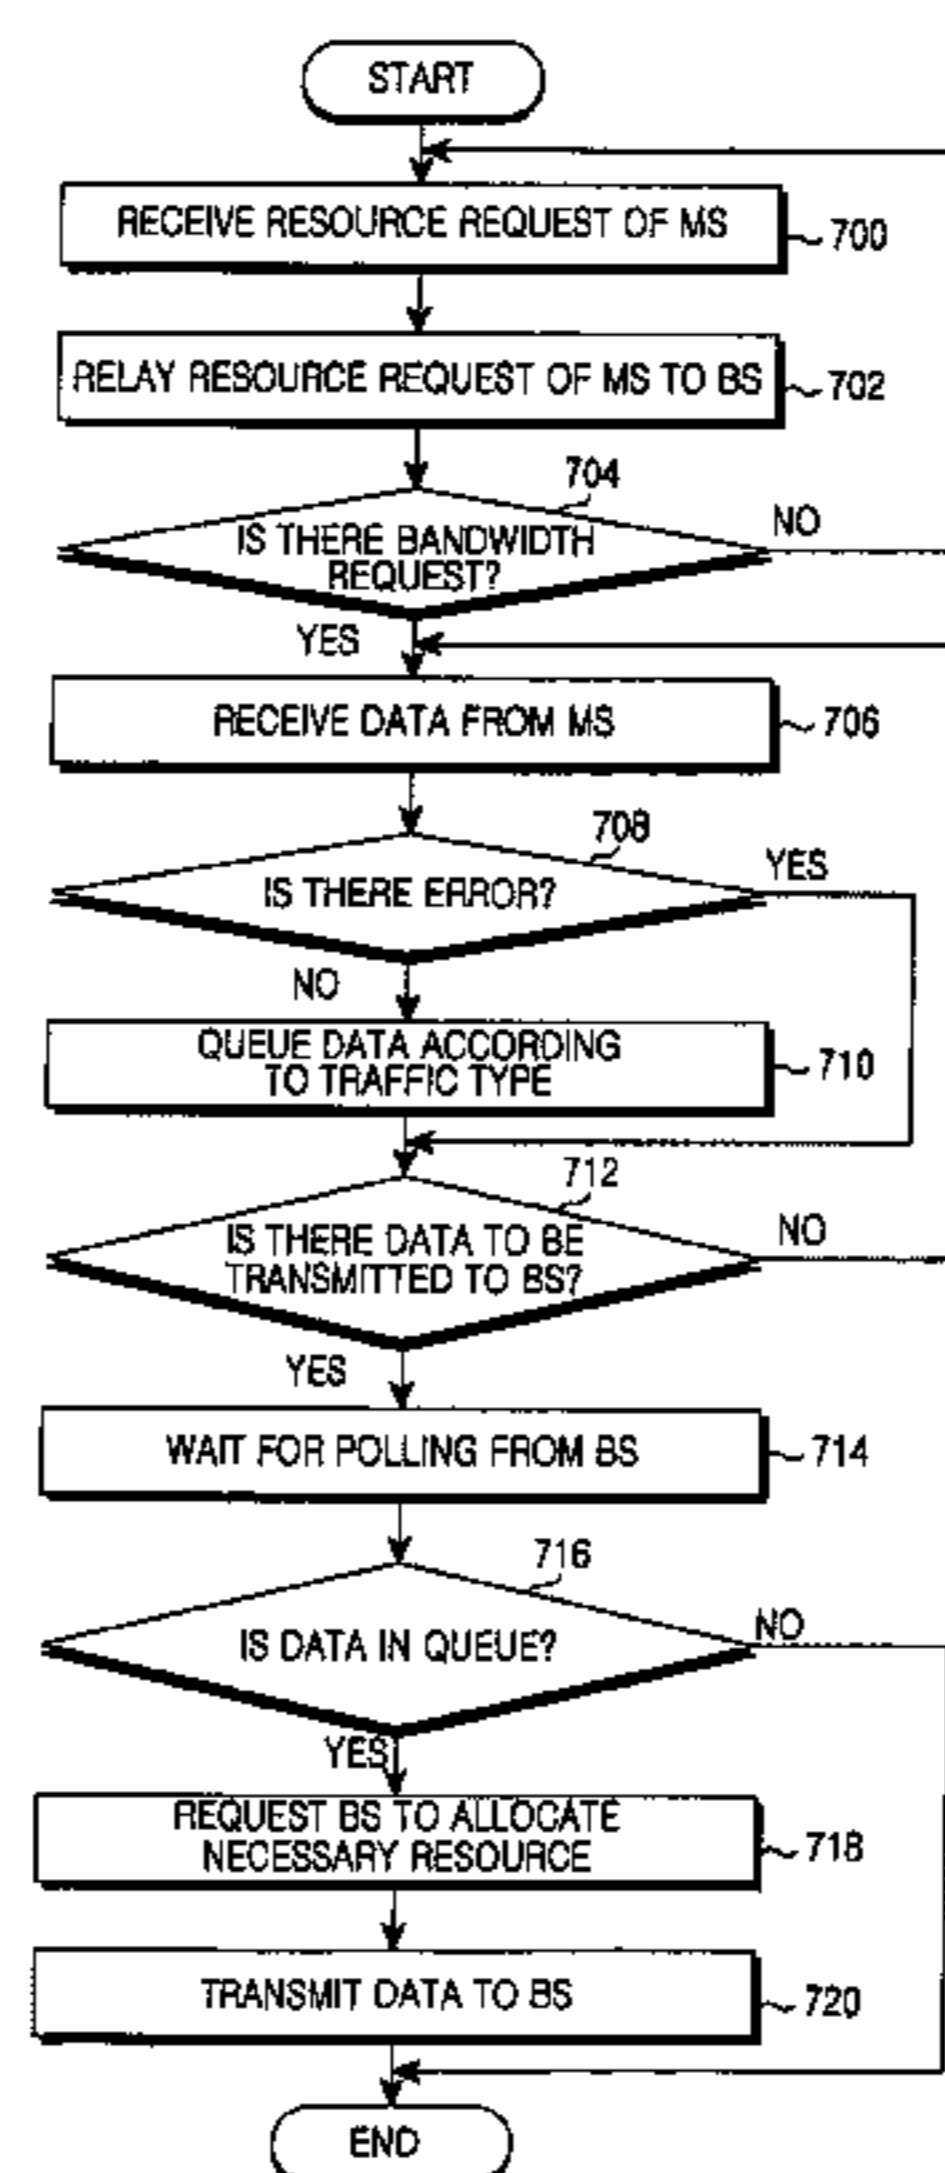 START
RECEIVE RESOURCE REQUEST OF MS
700
RELAY RESOURCE REQUEST OF MS TO BS
702
704
IS THERE BANDWIDTH
REQUEST?
NO
YES
RECEIVE DATA FROM MS
706
708
IS THERE ERROR?
YES
NO
QUEUE DATA ACCORDING
TO TRAFFIC TYPE
710
712
IS THERE DATA TO BE
TRANSMITTED TO BS?
NO
YES
WAIT FOR POLLING FROM BS
714
716
IS DATA IN QUEUE?
NO
YES
REQUEST BS TO ALLOCATE
NECESSARY RESOURCE
718
TRANSMIT DATA TO BS
720
END